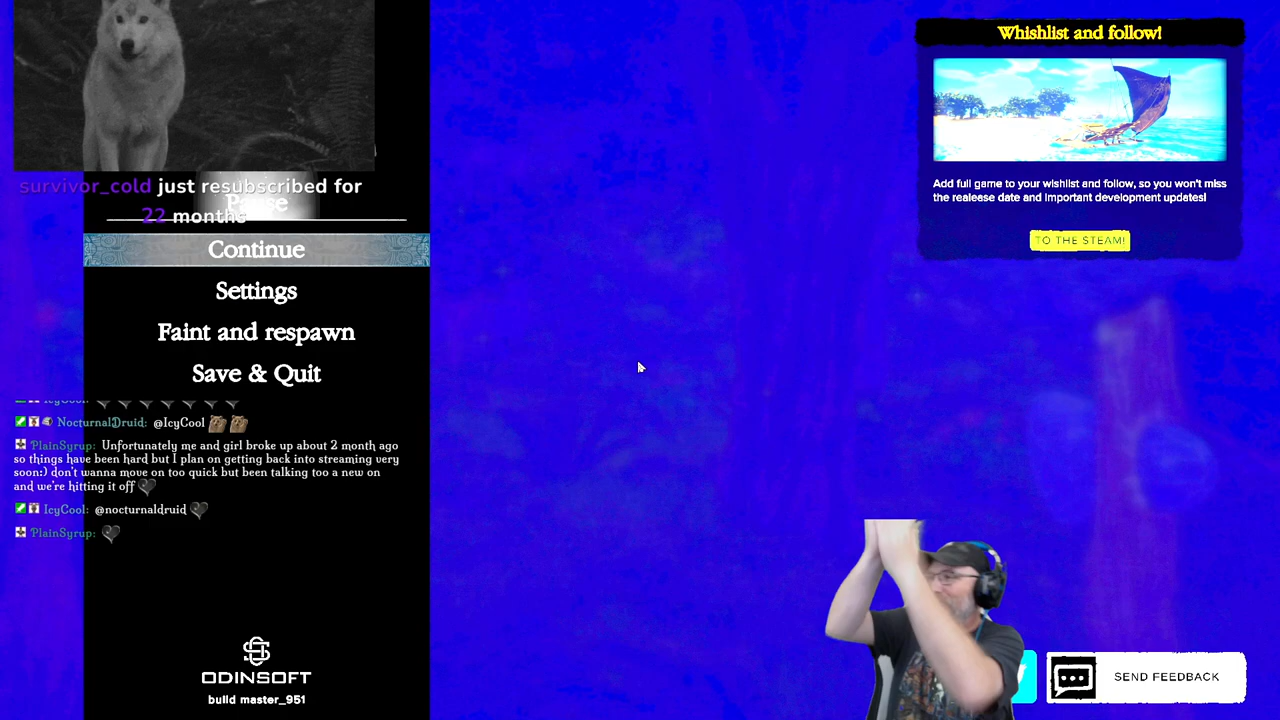 survivor_cold just resubscribed for
22 months
Pause
Continue
Settings
Faint and respawn
Save & Quit
IcyCool:
NocturnalDruid: @IcyCool
PlainSyrup: Unfortunately me and girl broke up about 2 month ago
so things have been hard but I plan on getting back into streaming very
soon:) don't wanna move on too quick but been talking too a new on
and we're hitting it off
IcyCool: @nocturnaldruid
PlainSyrup:
ODINSOFT
build master_951
Whishlist and follow!
Add full game to your wishlist and follow, so you won't miss
the realease date and important development updates!
TO THE STEAM!
SEND FEEDBACK